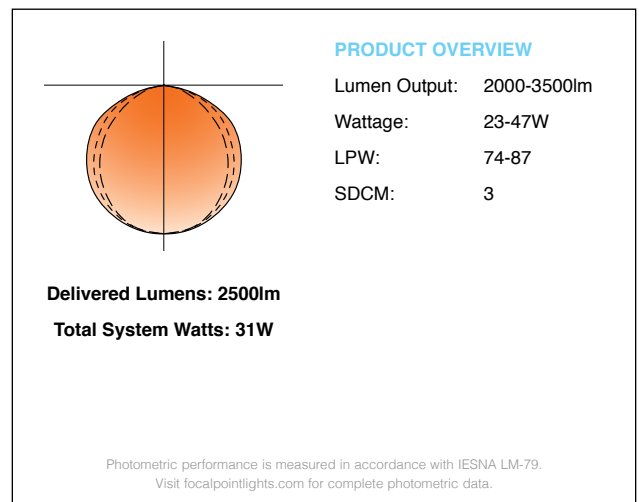 PRODUCT OVERVIEW
Lumen Output: 2000-3500lm
Wattage: 23-47W
LPW: 74-87
SDCM: 3
Delivered Lumens: 2500lm
Total System Watts: 31W
Photometric performance is measured in accordance with IESNA LM-79.
Visit focalpointlights.com for complete photometric data.